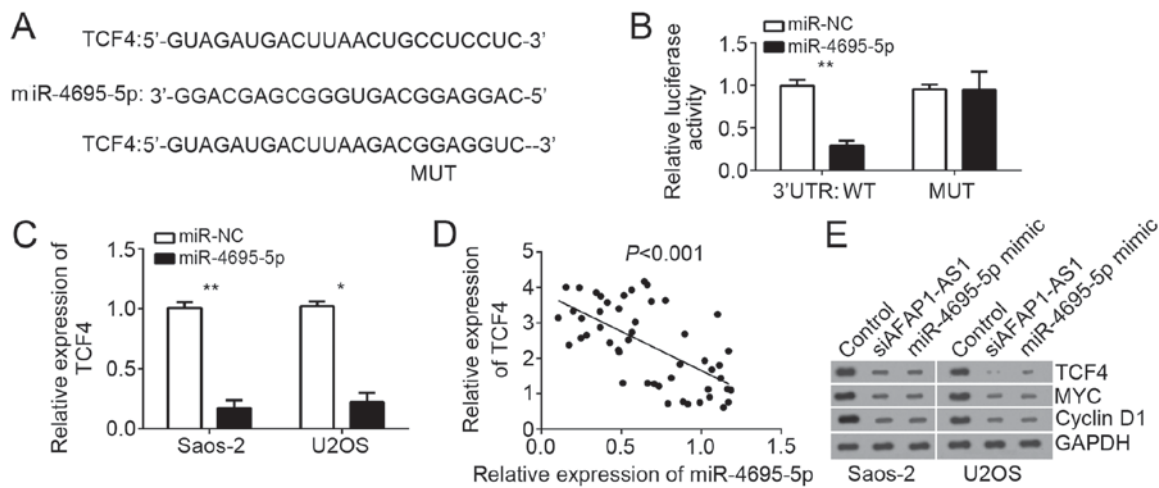 A
TCF4:5’-GUAGAUGACUUAACUGCCUCCUC-3’
miR-4695-5p: 3’-GGACGAGCGGGUGACGGAGGAC-5’
TCF4:5’-GUAGAUGACUUAAGACGGAGGUC--3’
MUT
B
miR-NC
miR-4695-5p
Relative luciferase activity
1.5
1.0
0.5
0.0
**
3’UTR:WT
MUT
C
miR-NC
miR-4695-5p
Relative expression of TCF4
1.5
1.0
0.5
0.0
**
*
Saos-2
U2OS
D
P<0.001
Relative expression of TCF4
5
4
3
2
1
0
0.0
0.5
1.0
1.5
Relative expression of miR-4695-5p
E
Control
siAFAP1-AS1
miR-4695-5p mimic
Control
siAFAP1-AS1
miR-4695-5p mimic
TCF4
MYC
Cyclin D1
GAPDH
Saos-2
U2OS